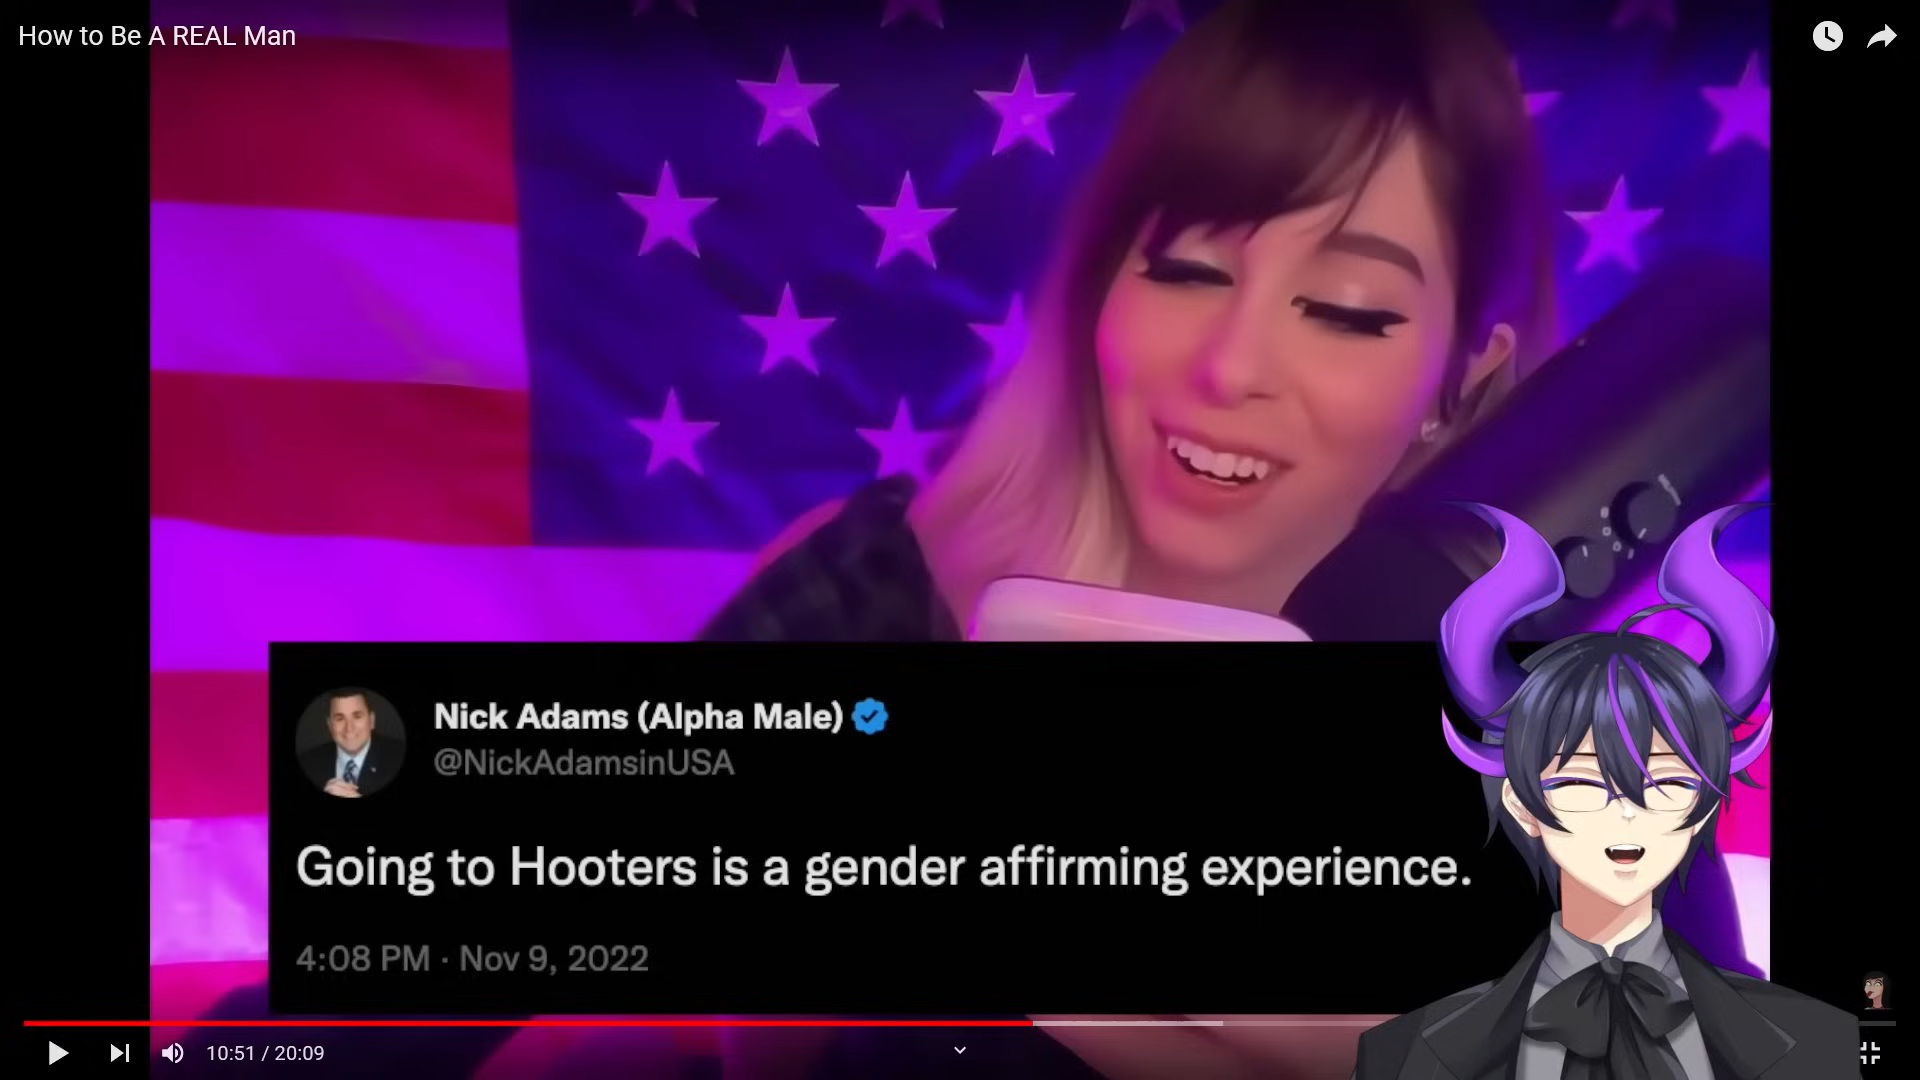 How to Be A REAL Man
Nick Adams (Alpha Male)
@NickAdamsinUSA
Going to Hooters is a gender affirming experience.
4:08 PM · Nov 9, 2022
10:51 / 20:09